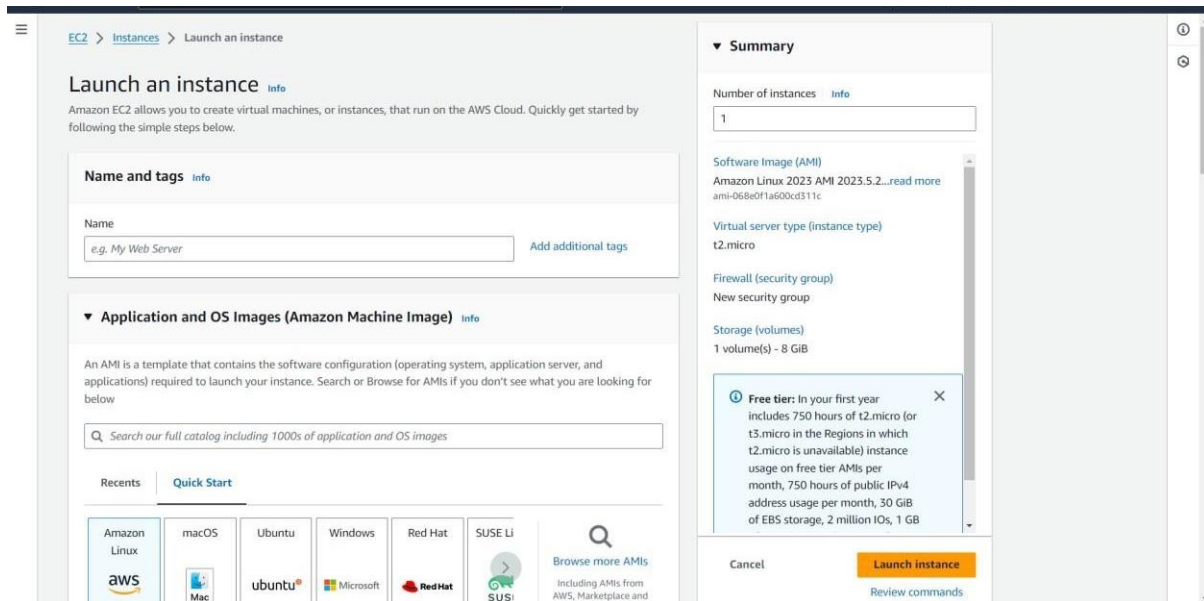 EC2 > Instances > Launch an instance
Launch an instance Info
Amazon EC2 allows you to create virtual machines, or instances, that run on the AWS Cloud. Quickly get started by
following the simple steps below.
Name and tags Info
Name
e.g. My Web Server
Add additional tags
▼ Application and OS Images (Amazon Machine Image) Info
An AMI is a template that contains the software configuration (operating system, application server, and
applications) required to launch your instance. Search or Browse for AMIs if you don't see what you are looking for
below
Search our full catalog including 1000s of application and OS images
Recents
Quick Start
Amazon
Linux
aws
macOS
Mac
Ubuntu
ubuntu®
Windows
Microsoft
Red Hat
Red Hat
SUSE Li
SUS
Browse more AMIs
Including AMIs from
AWS, Marketplace and
▼ Summary
Number of instances Info
1
Software Image (AMI)
Amazon Linux 2023 AMI 2023.5.2...read more
ami-068e0f1a600cd311c
Virtual server type (instance type)
t2.micro
Firewall (security group)
New security group
Storage (volumes)
1 volume(s) - 8 GiB
Free tier: In your first year
includes 750 hours of t2.micro (or
t3.micro in the Regions in which
t2.micro is unavailable) instance
usage on free tier AMIs per
month, 750 hours of public IPv4
address usage per month, 30 GiB
of EBS storage, 2 million IOs, 1 GB
Cancel
Launch instance
Review commands